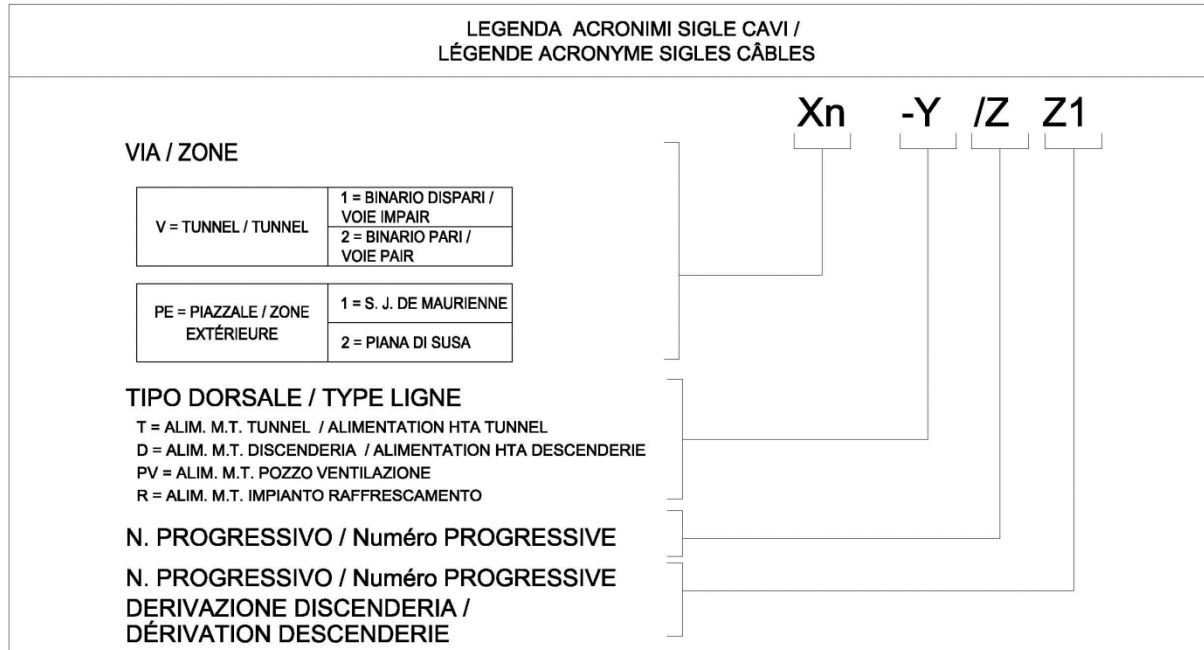 LEGENDA ACRONIMI SIGLE CAVI /
LÉGENDE ACRONYME SIGLES CÂBLES
Xn -Y /Z Z1
VIA / ZONE
V = TUNNEL / TUNNEL
1 = BINARIO DISPARI /
VOIE IMPAIR
2 = BINARIO PARI /
VOIE PAIR
PE = PIAZZALE / ZONE
EXTÉRIEURE
1 = S. J. DE MAURIENNE
2 = PIANA DI SUSA
TIPO DORSALE / TYPE LIGNE
T = ALIM. M.T. TUNNEL / ALIMENTATION HTA TUNNEL
D = ALIM. M.T. DISCENDERIA / ALIMENTATION HTA DESCENDERIE
PV = ALIM. M.T. POZZO VENTILAZIONE
R = ALIM. M.T. IMPIANTO RAFFRESCAMENTO
N. PROGRESSIVO / Numéro PROGRESSIVE
N. PROGRESSIVO / Numéro PROGRESSIVE
DERIVAZIONE DISCENDERIA /
DÉRIVATION DESCENDERIE